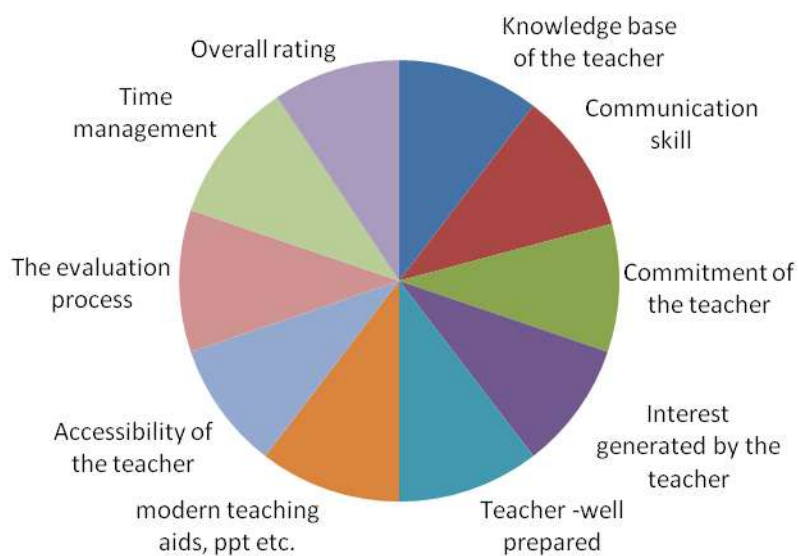 Knowledge base
of the teacher
Communication
skill
Commitment of
the teacher
Interest
generated by the
teacher
Teacher -well
prepared
modern teaching
aids, ppt etc.
Accessibility of
the teacher
The evaluation
process
Time
management
Overall rating